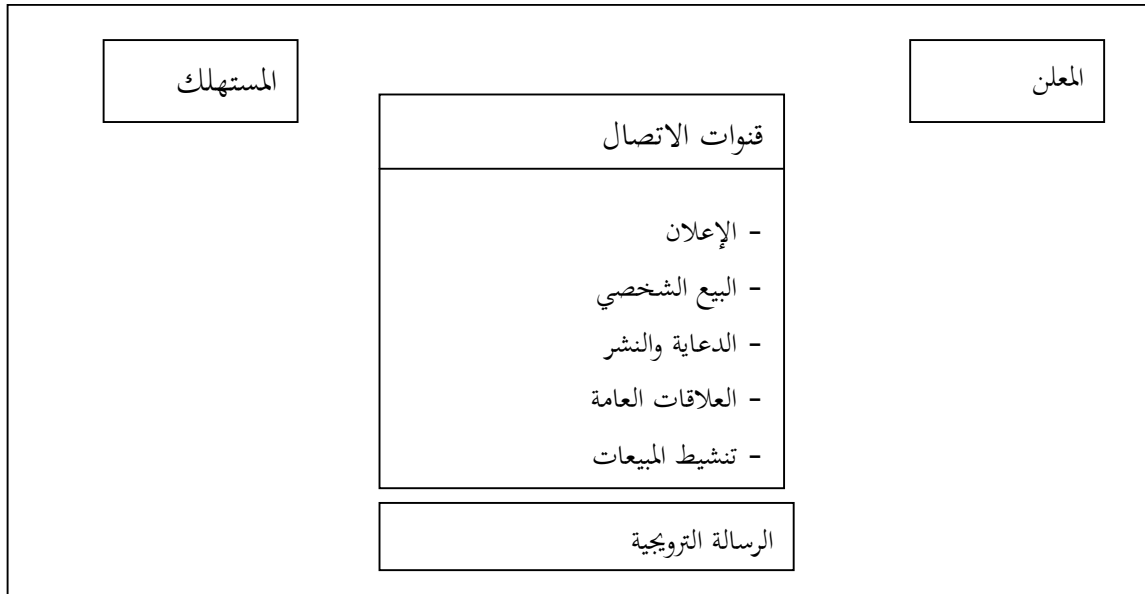 المعلن
المستهلك
قنوات الاتصال
- الإعلان
- البيع الشخصي
- الدعاية والنشر
- العلاقات العامة
- تنشيط المبيعات
الرسالة الترويجية